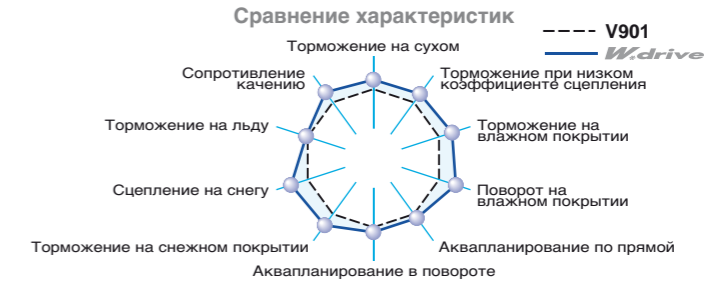 Сравнение характеристик
V901
W.drive
Торможение на сухом
Сопротивление
качению
Торможение при низком
коэффициенте сцепления
Торможение на льду
Торможение на
влажном покрытии
Сцепление на снегу
Поворот на
влажном покрытии
Торможение на снежном покрытии
Аквапланирование по прямой
Аквапланирование в повороте